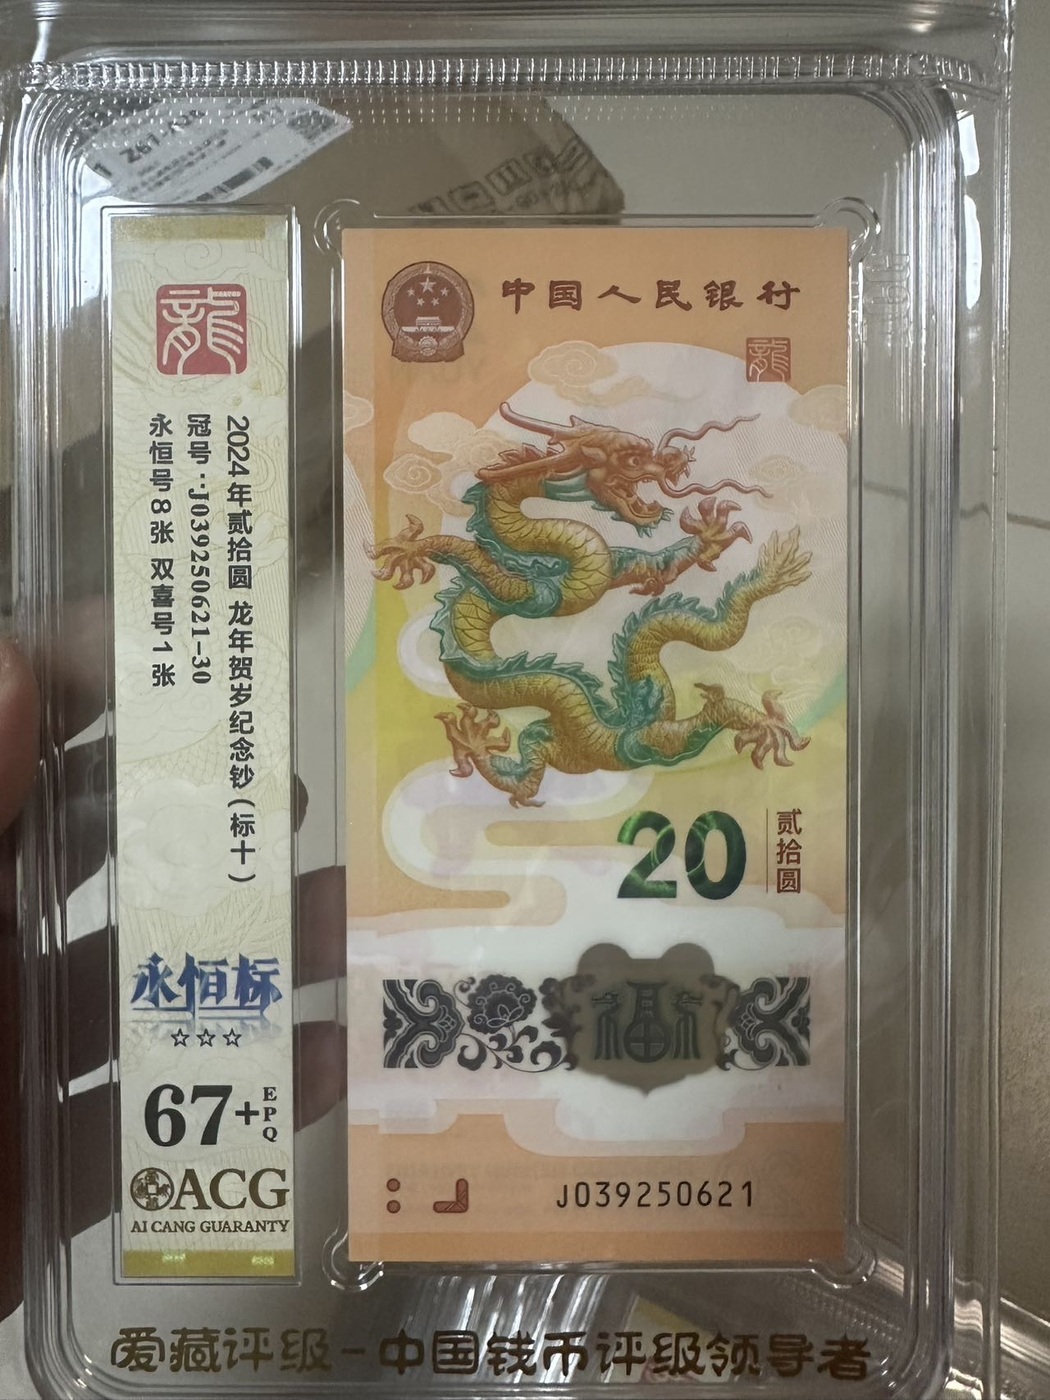 龍
2024年贰拾圆 龙年贺岁纪念钞(标十)
冠号:J039250621-30
永恒号8张 双喜号1张
永恒标
☆☆☆
67+EPQ
ACG
AI CANG GUARANTY
中国人民银行
龍
20
贰拾圆
福
J039250621
爱藏评级-中国钱币评级领导者